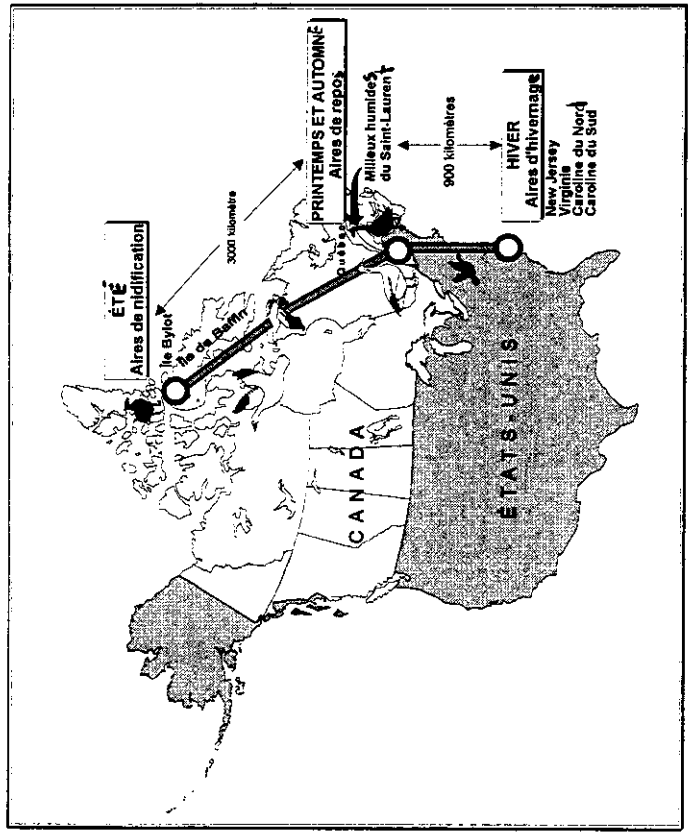 ÉTÉ
Aires de nidification
Île Bylot
Île de Baffin
3000 kilomètre
PRINTEMPS ET AUTOMNE
Aires de repos
Milieux humides
du Saint-Laurent
Québec
900 kilomètres
HIVER
Aires d'hivernage
New Jersey
Virginie
Caroline du Nord
Caroline du Sud
CANADA
ÉTATS-UNIS